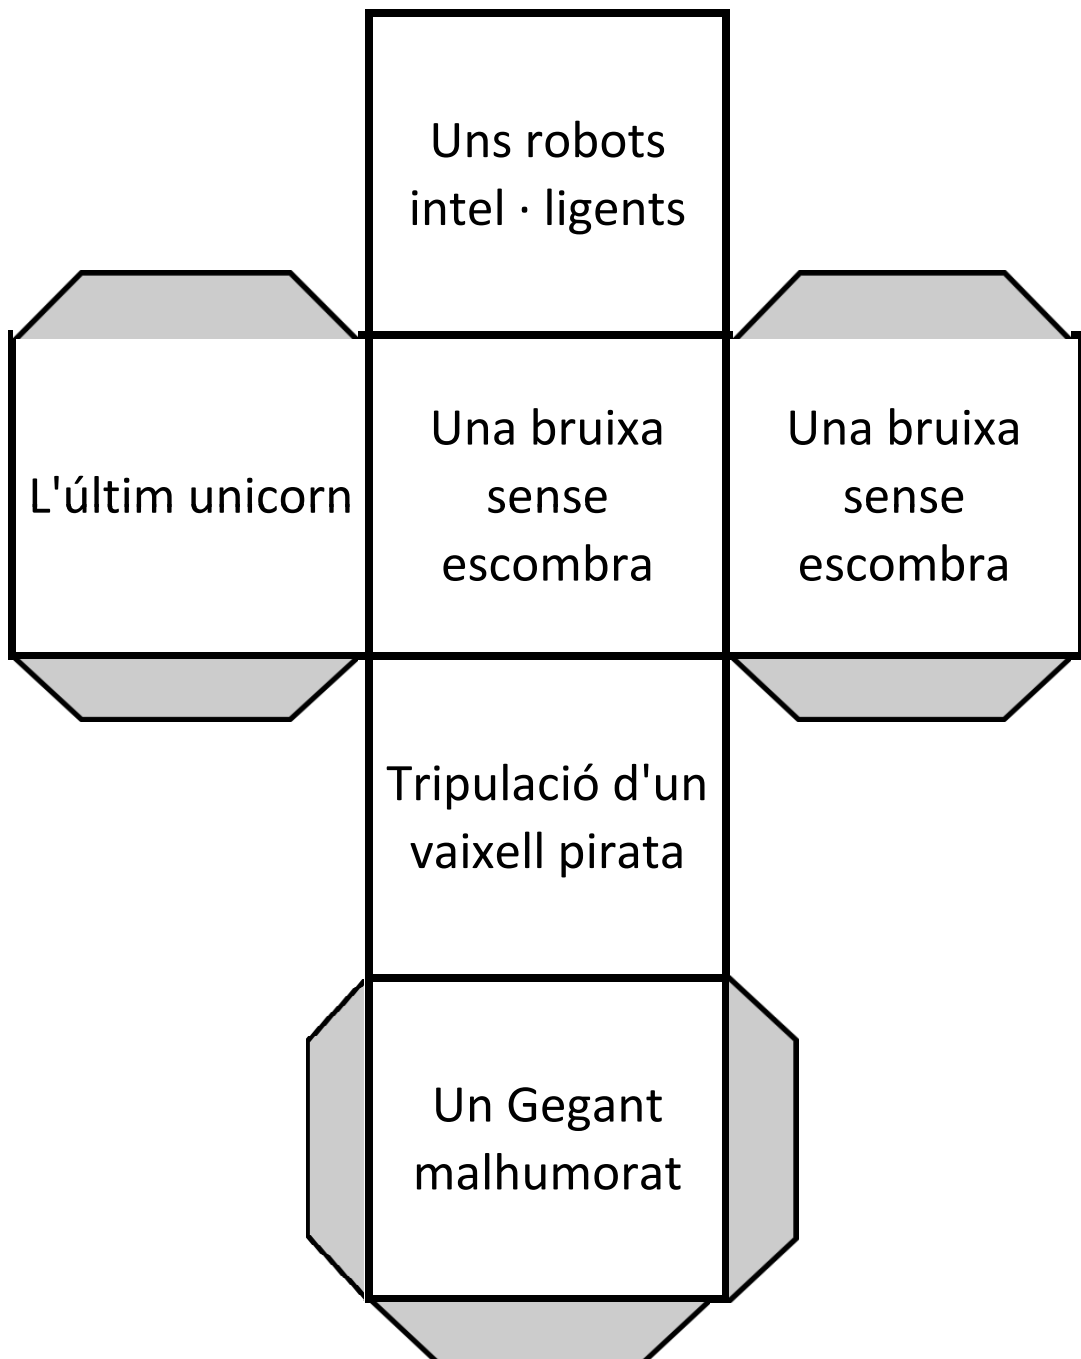 Uns robots
intel · ligents
L'últim unicorn
Una bruixa
sense
escombra
Una bruixa
sense
escombra
Tripulació d'un
vaixell pirata
Un Gegant
malhumorat